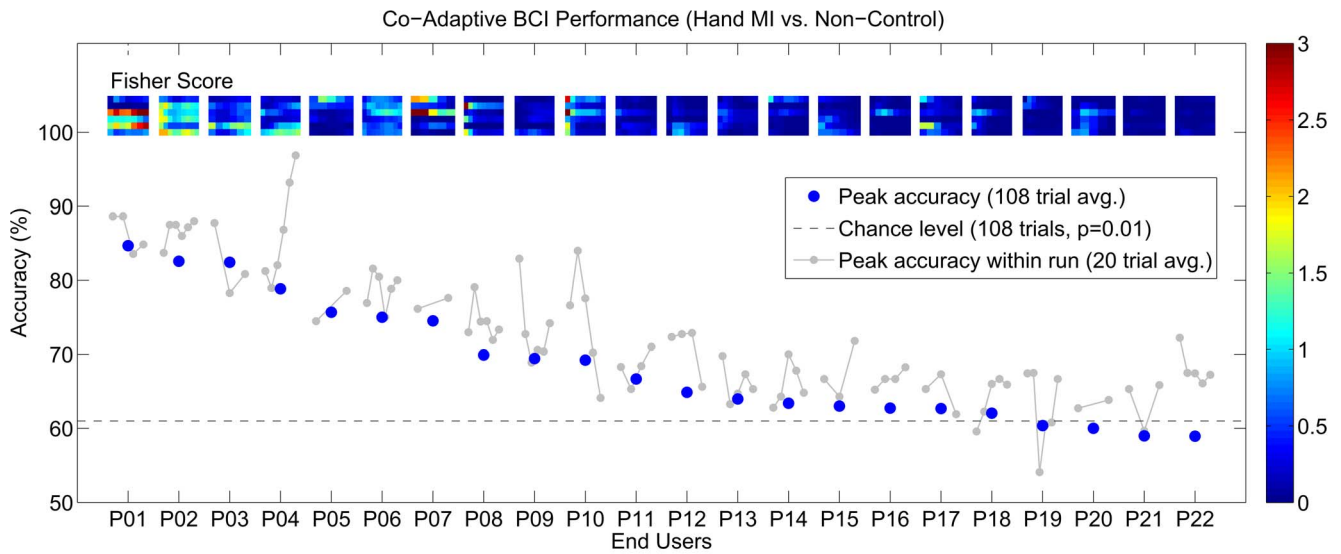 Co−Adaptive BCI Performance (Hand MI vs. Non−Control)
Fisher Score
Accuracy (%)
100
90
80
70
60
50
Peak accuracy (108 trial avg.)
Chance level (108 trials, p=0.01)
Peak accuracy within run (20 trial avg.)
P01 P02 P03 P04 P05 P06 P07 P08 P09 P10 P11 P12 P13 P14 P15 P16 P17 P18 P19 P20 P21 P22
End Users
3
2.5
2
1.5
1
0.5
0